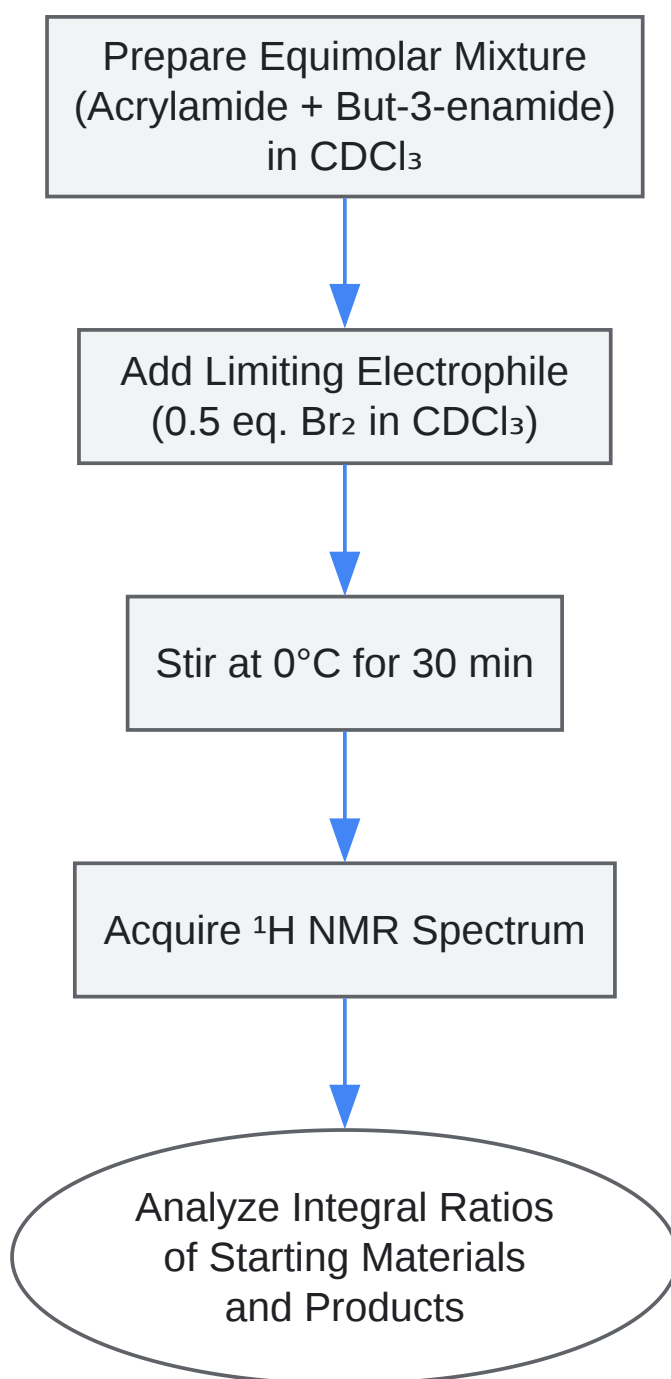 Prepare Equimolar Mixture
(Acrylamide + But-3-enamide)
in CDCl₃
Add Limiting Electrophile
(0.5 eq. Br₂ in CDCl₃)
Stir at 0°C for 30 min
Acquire ¹H NMR Spectrum
Analyze Integral Ratios
of Starting Materials
and Products